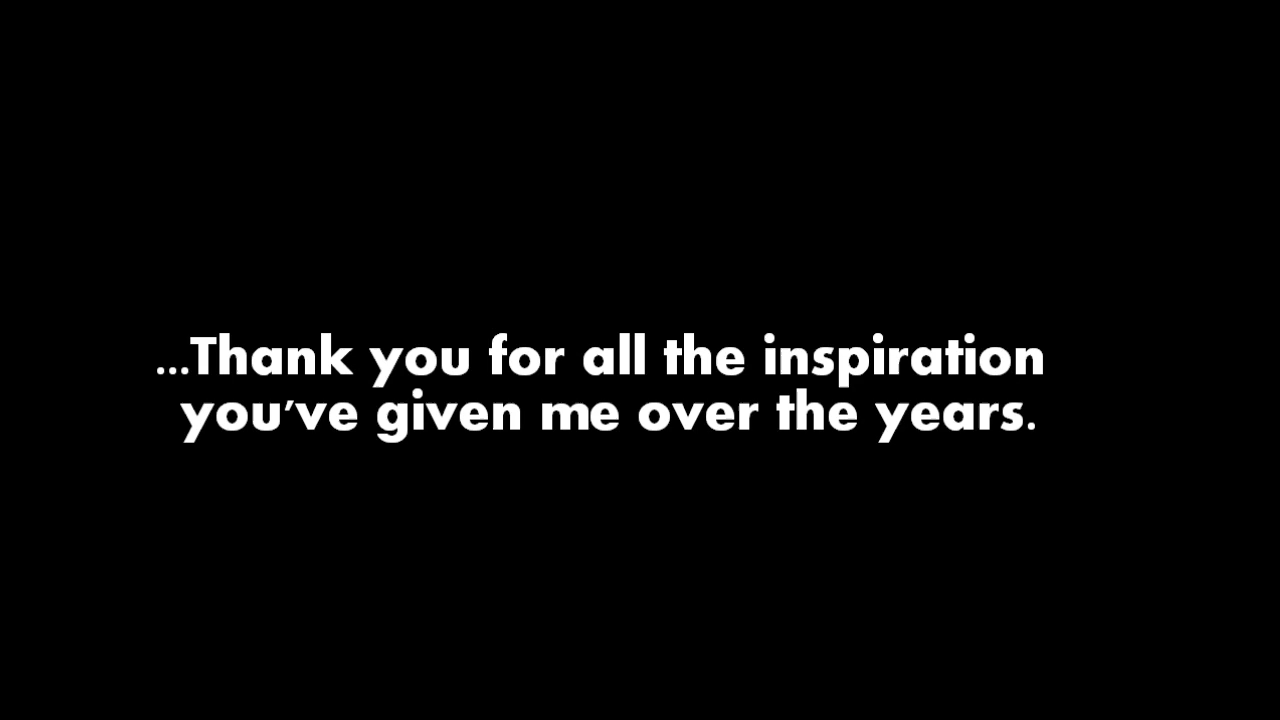 ...Thank you for all the inspiration
you've given me over the years.